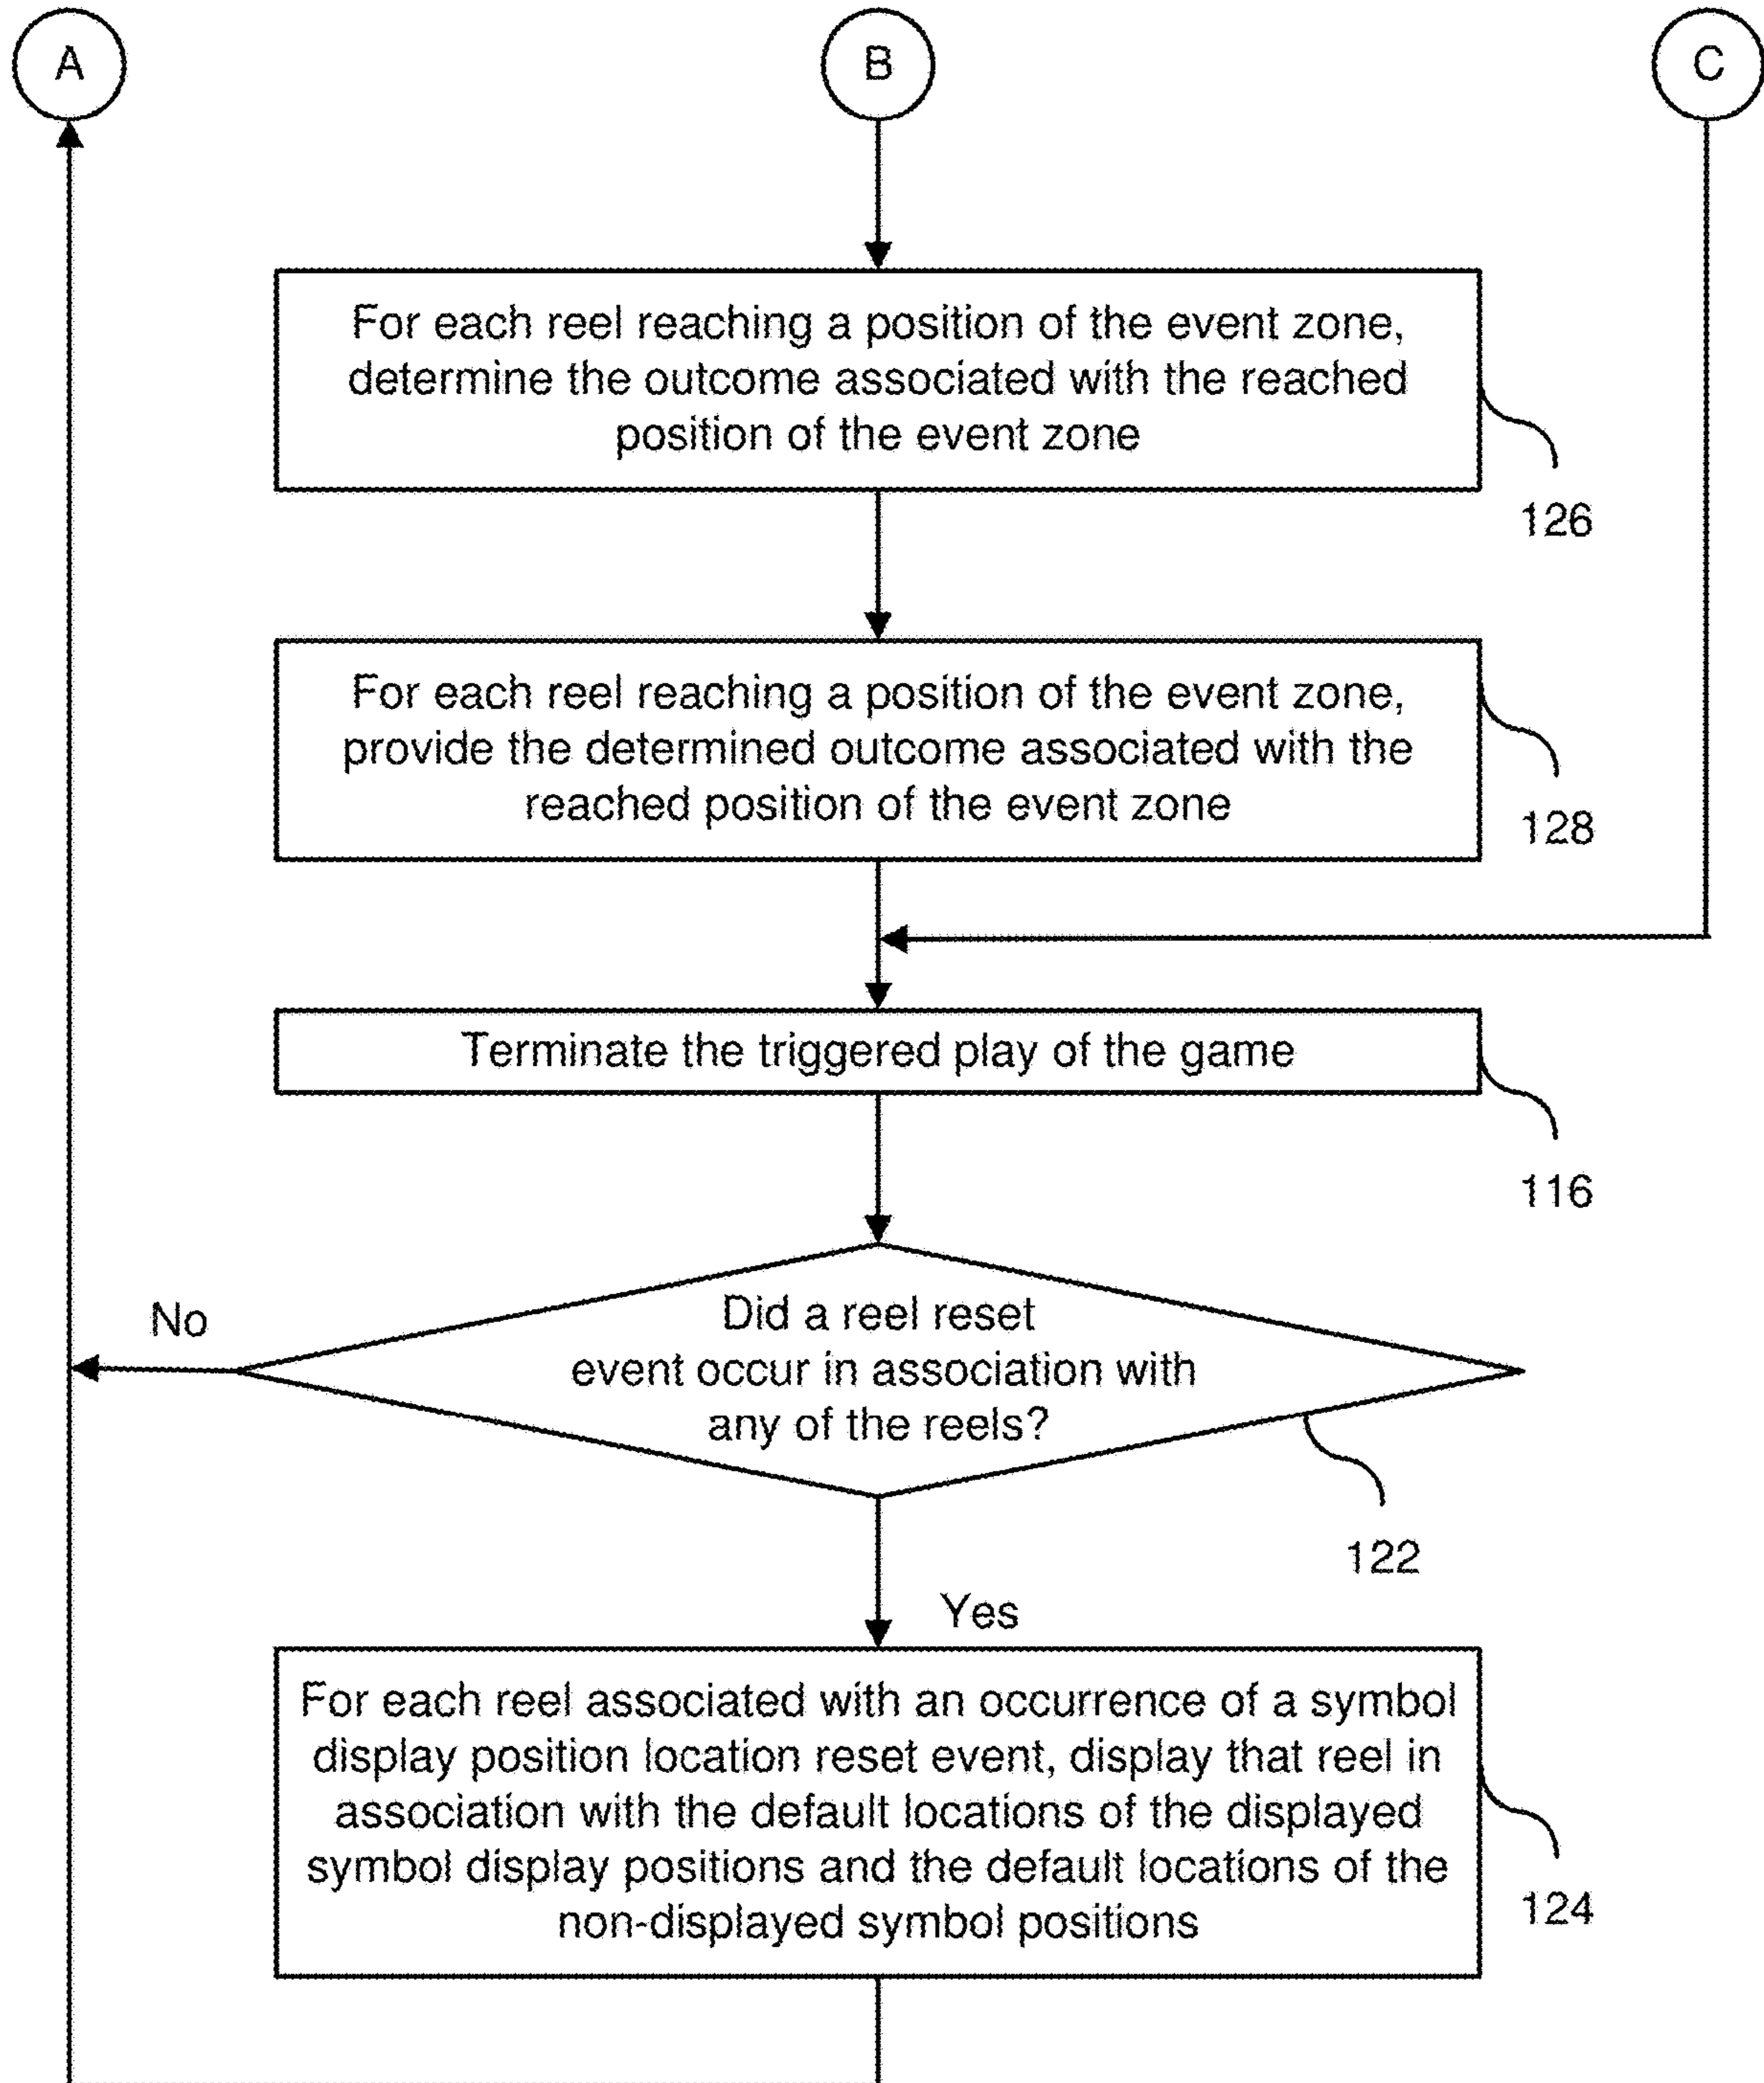 A
B
C
For each reel reaching a position of the event zone,
determine the outcome associated with the reached
position of the event zone
126
For each reel reaching a position of the event zone,
provide the determined outcome associated with the
reached position of the event zone
128
Terminate the triggered play of the game
116
No
Did a reel reset
event occur in association with
any of the reels?
122
Yes
For each reel associated with an occurrence of a symbol
display position location reset event, display that reel in
association with the default locations of the displayed
symbol display positions and the default locations of the
non-displayed symbol positions
124